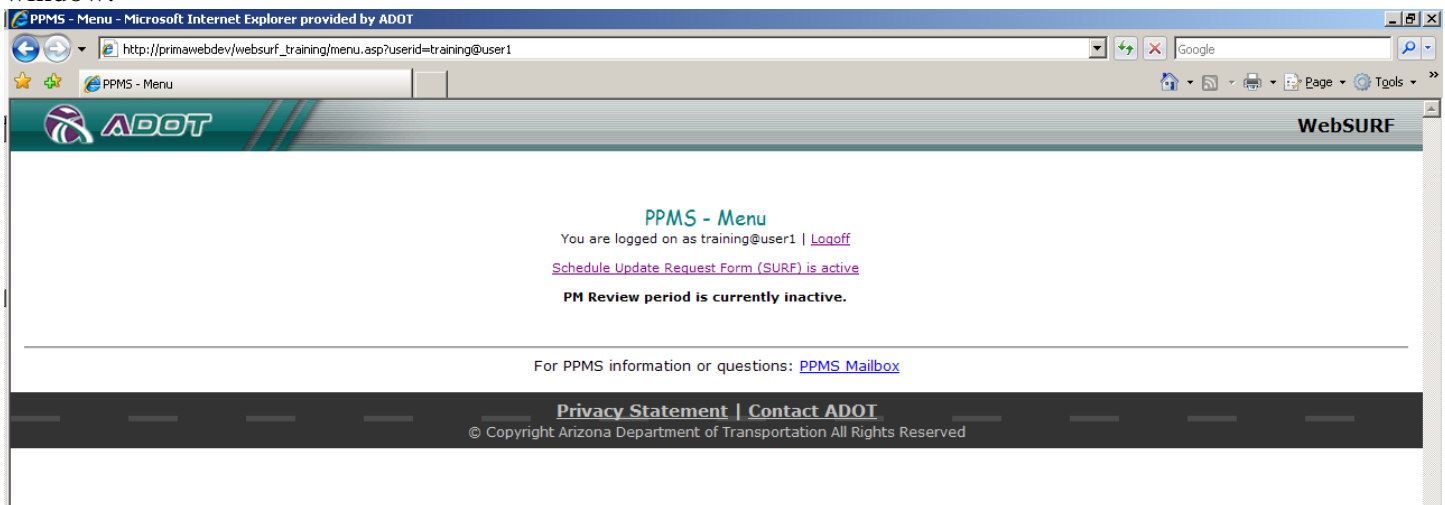 PPMS - Menu - Microsoft Internet Explorer provided by ADOT
http://primawebdev/websurf_training/menu.asp?userid=training@user1
Google
PPMS - Menu
Page
Tools
ADOT
WebSURF
PPMS - Menu
You are logged on as training@user1 | Logoff
Schedule Update Request Form (SURF) is active
PM Review period is currently inactive.
For PPMS information or questions: PPMS Mailbox
Privacy Statement | Contact ADOT
© Copyright Arizona Department of Transportation All Rights Reserved